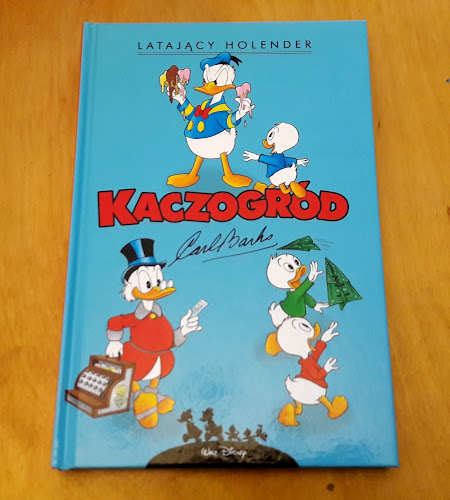 LATAJĄCY HOLENDER
KACZOGRÓD
Carl Barks
Walt Disney